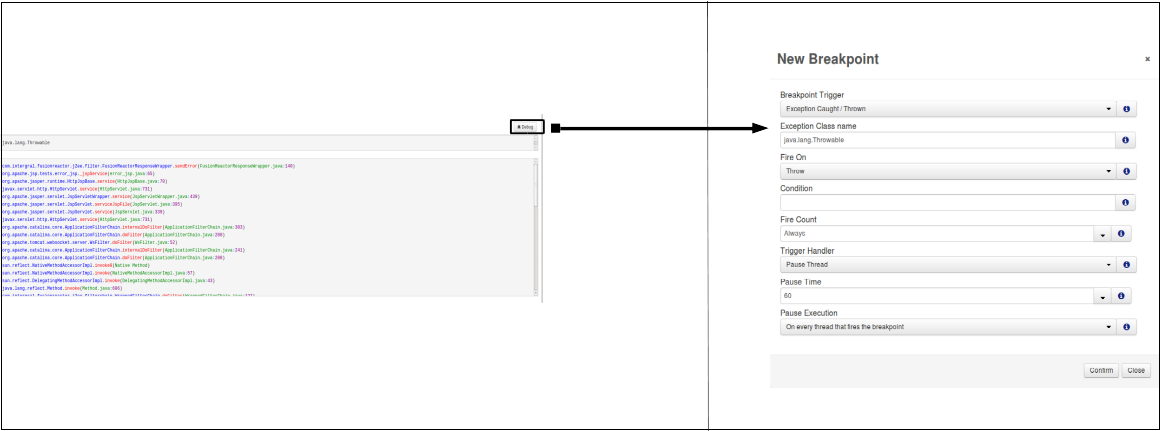 Debug
java.lang.Throwable
com.intergral.fusionreactor.j2ee.filter.FusionReactorResponseWrapper.sendError(FusionReactorResponseWrapper.java:140)
org.apache.jsp.tests.error_jsp._jspService(error_jsp.java:65)
org.apache.jasper.runtime.HttpJspBase.service(HttpJspBase.java:70)
javax.servlet.http.HttpServlet.service(HttpServlet.java:731)
org.apache.jasper.servlet.JspServletWrapper.service(JspServletWrapper.java:439)
org.apache.jasper.servlet.JspServlet.serviceJspFile(JspServlet.java:395)
org.apache.jasper.servlet.JspServlet.service(JspServlet.java:339)
javax.servlet.http.HttpServlet.service(HttpServlet.java:731)
org.apache.catalina.core.ApplicationFilterChain.internalDoFilter(ApplicationFilterChain.java:303)
org.apache.catalina.core.ApplicationFilterChain.doFilter(ApplicationFilterChain.java:208)
org.apache.tomcat.websocket.server.WsFilter.doFilter(WsFilter.java:52)
org.apache.catalina.core.ApplicationFilterChain.internalDoFilter(ApplicationFilterChain.java:241)
org.apache.catalina.core.ApplicationFilterChain.doFilter(ApplicationFilterChain.java:208)
sun.reflect.NativeMethodAccessorImpl.invoke0(Native Method)
sun.reflect.NativeMethodAccessorImpl.invoke(NativeMethodAccessorImpl.java:57)
sun.reflect.DelegatingMethodAccessorImpl.invoke(DelegatingMethodAccessorImpl.java:43)
java.lang.reflect.Method.invoke(Method.java:606)
New Breakpoint
×
Breakpoint Trigger
Exception Caught / Thrown
Exception Class name
java.lang.Throwable
Fire On
Throw
Condition
Fire Count
Always
Trigger Handler
Pause Thread
Pause Time
60
Pause Execution
On every thread that fires the breakpoint
Confirm Close